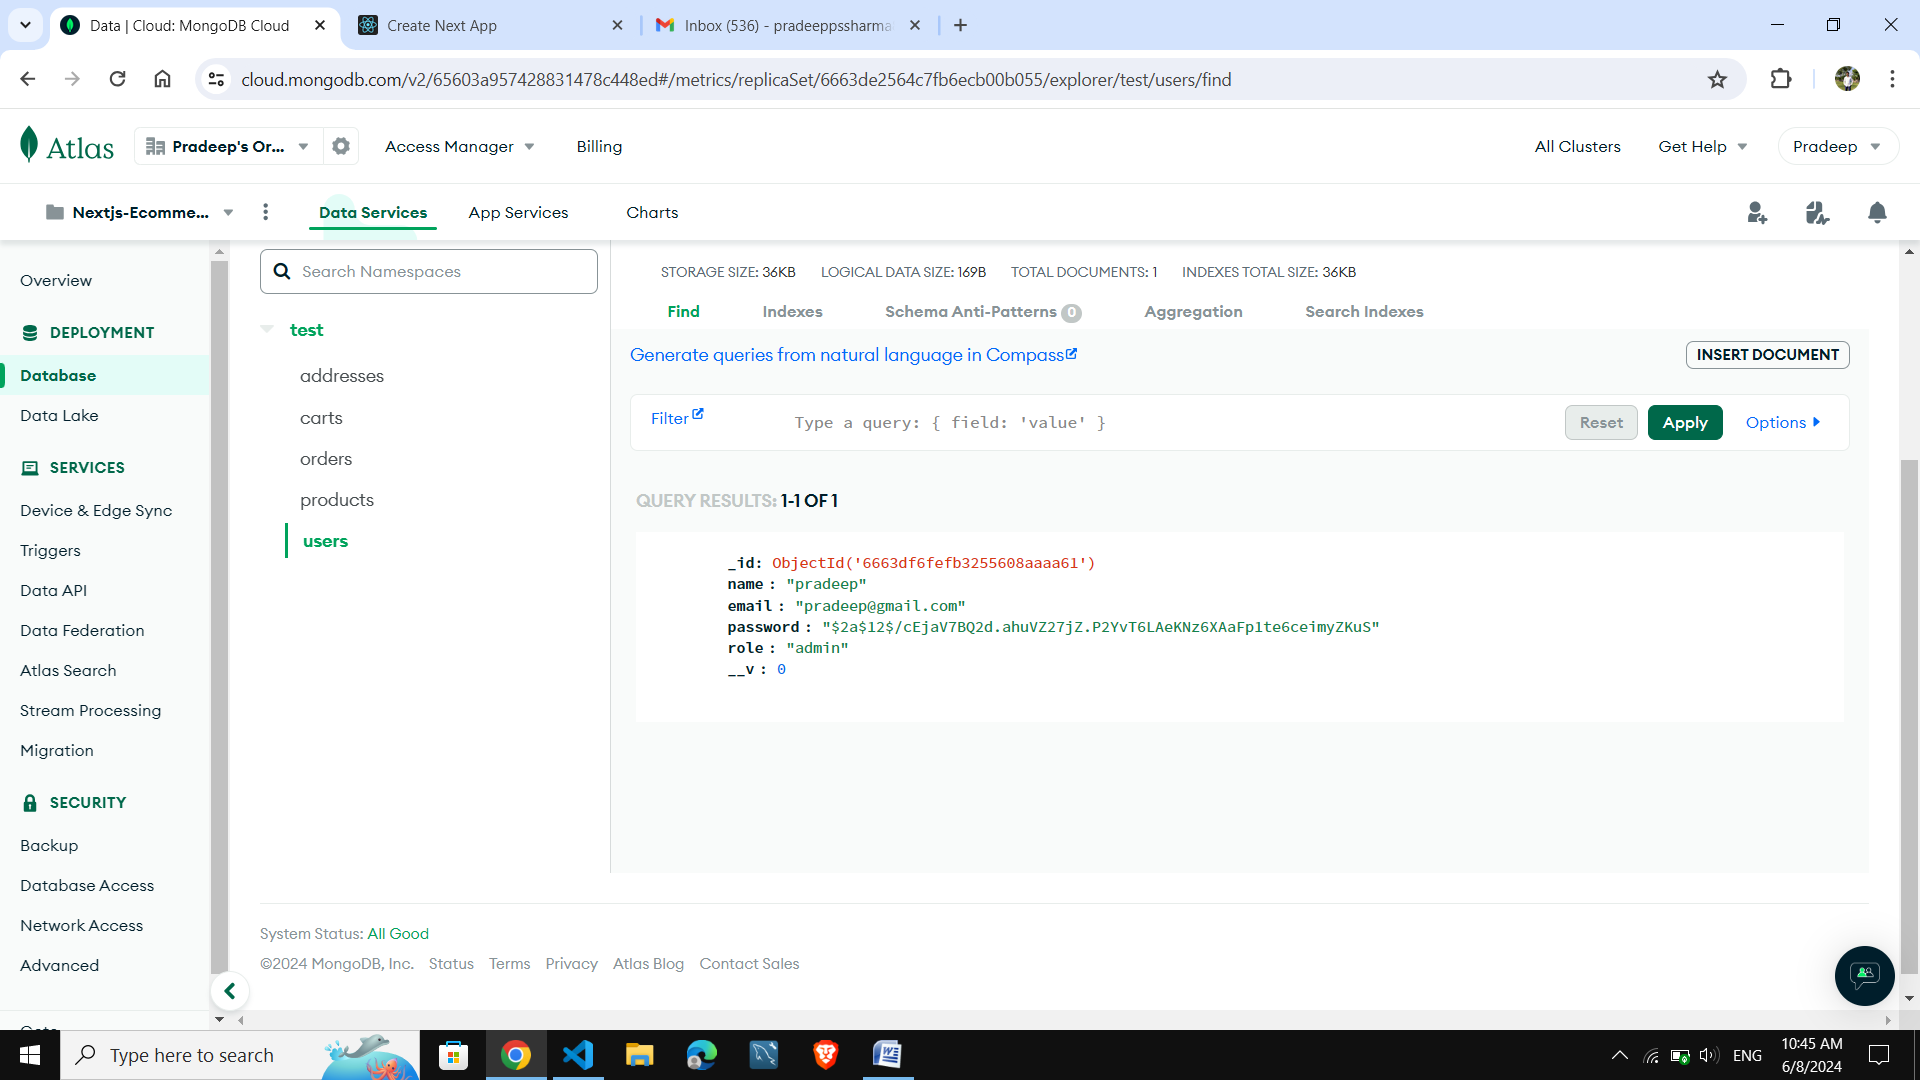 Data | Cloud: MongoDB Cloud
Create Next App
Inbox (536) - pradeeppssharma
cloud.mongodb.com/v2/65603a957428831478c448ed#/metrics/replicaSet/6663de2564c7fb6ecb00b055/explorer/test/users/find
Atlas
Pradeep's Or...
Access Manager
Billing
All Clusters
Get Help
Pradeep
Nextjs-Ecomme...
Data Services
App Services
Charts
Overview
DEPLOYMENT
Database
Data Lake
SERVICES
Device & Edge Sync
Triggers
Data API
Data Federation
Atlas Search
Stream Processing
Migration
SECURITY
Backup
Database Access
Network Access
Advanced
Search Namespaces
test
addresses
carts
orders
products
users
STORAGE SIZE: 36KB LOGICAL DATA SIZE: 169B TOTAL DOCUMENTS: 1 INDEXES TOTAL SIZE: 36KB
Find Indexes Schema Anti-Patterns 0 Aggregation Search Indexes
Generate queries from natural language in Compass
INSERT DOCUMENT
Filter Type a query: { field: 'value' } Reset Apply Options
QUERY RESULTS: 1-1 OF 1
_id: ObjectId('6663df6fefb3255608aaaa61')
name : "pradeep"
email : "pradeep@gmail.com"
password : "$2a$12$/cEjaV7BQ2d.ahuVZ27jZ.P2YvT6LAeKNz6XAaFp1te6ceimyZKuS"
role : "admin"
__v : 0
System Status: All Good
©2024 MongoDB, Inc. Status Terms Privacy Atlas Blog Contact Sales
Type here to search
ENG
10:45 AM
6/8/2024